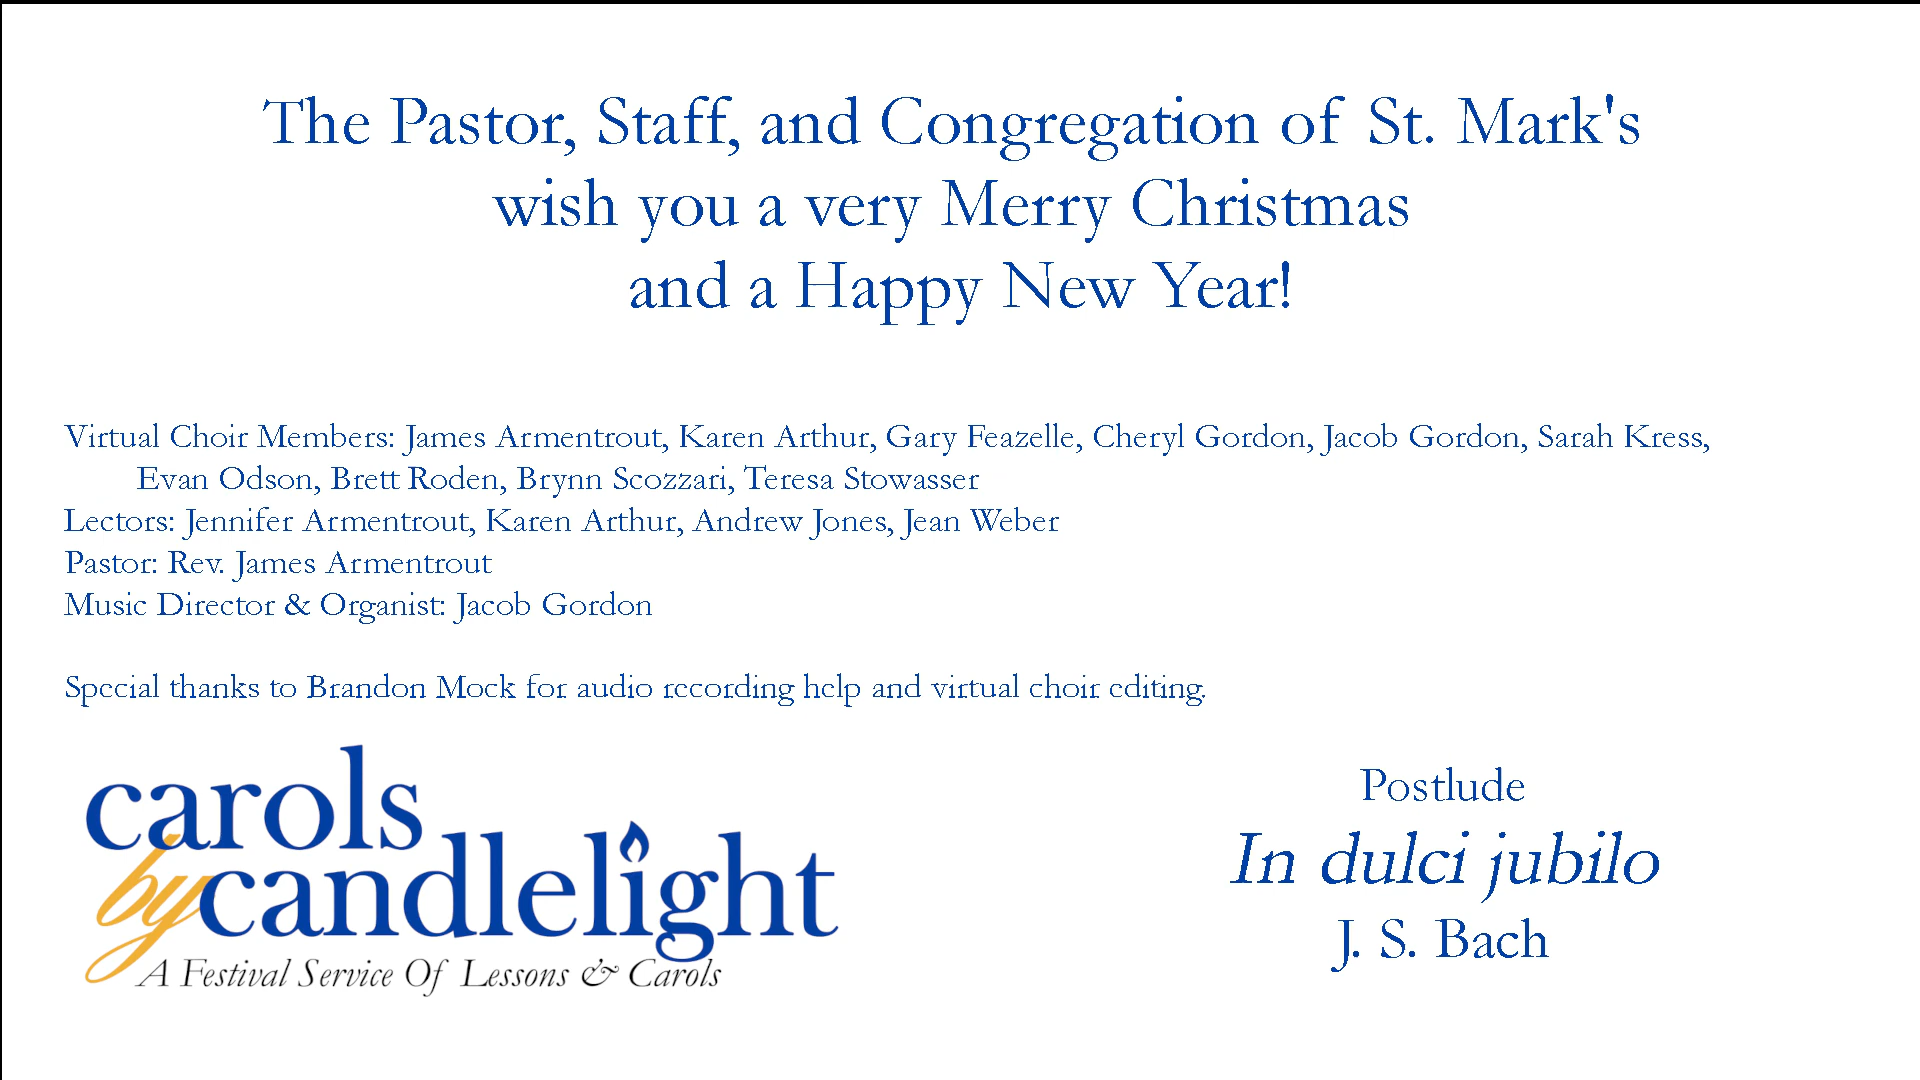 The Pastor, Staff, and Congregation of St. Mark's
wish you a very Merry Christmas
and a Happy New Year!
Virtual Choir Members: James Armentrout, Karen Arthur, Gary Feazelle, Cheryl Gordon, Jacob Gordon, Sarah Kress,
Evan Odson, Brett Roden, Brynn Scozzari, Teresa Stowasser
Lectors: Jennifer Armentrout, Karen Arthur, Andrew Jones, Jean Weber
Pastor: Rev. James Armentrout
Music Director & Organist: Jacob Gordon
Special thanks to Brandon Mock for audio recording help and virtual choir editing.
carols
by candlelight
A Festival Service Of Lessons & Carols
Postlude
In dulci jubilo
J. S. Bach